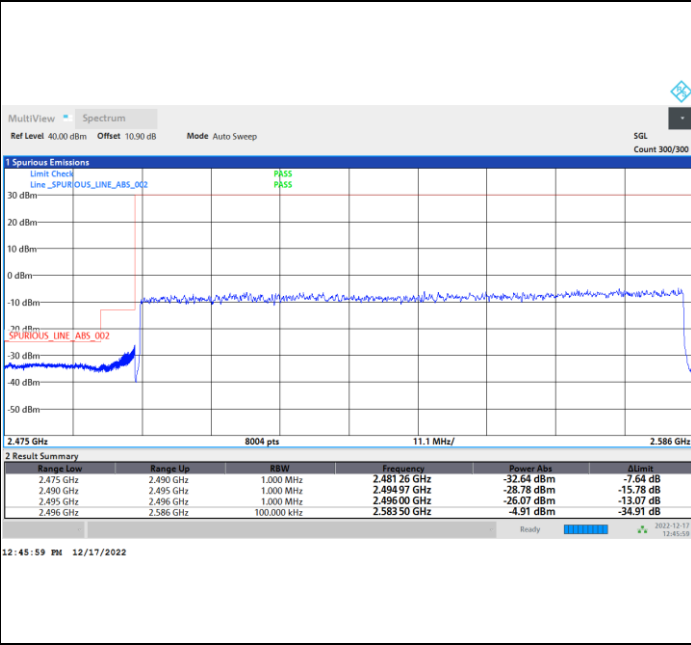 MultiView Spectrum
Ref Level 40.00 dBm Offset 10.90 dB Mode Auto Sweep SGL
Count 300/300
1 Spurious Emissions
Limit Check PASS
Line _SPURIOUS_LINE_ABS_002 PASS
30 dBm
20 dBm
10 dBm
0 dBm
-10 dBm
-20 dBm
_SPURIOUS_LINE_ABS_002
-30 dBm
-40 dBm
-50 dBm
2.475 GHz 8004 pts 11.1 MHz/ 2.586 GHz
2 Result Summary
Range Low Range Up RBW Frequency Power Abs ΔLimit
2.475 GHz 2.490 GHz 1.000 MHz 2.481 26 GHz -32.64 dBm -7.64 dB
2.490 GHz 2.495 GHz 1.000 MHz 2.494 97 GHz -28.78 dBm -15.78 dB
2.495 GHz 2.496 GHz 1.000 MHz 2.496 00 GHz -26.07 dBm -13.07 dB
2.496 GHz 2.586 GHz 100.000 kHz 2.583 50 GHz -4.91 dBm -34.91 dB
Ready 2022-12-17
12:45:59
12:45:59 PM 12/17/2022